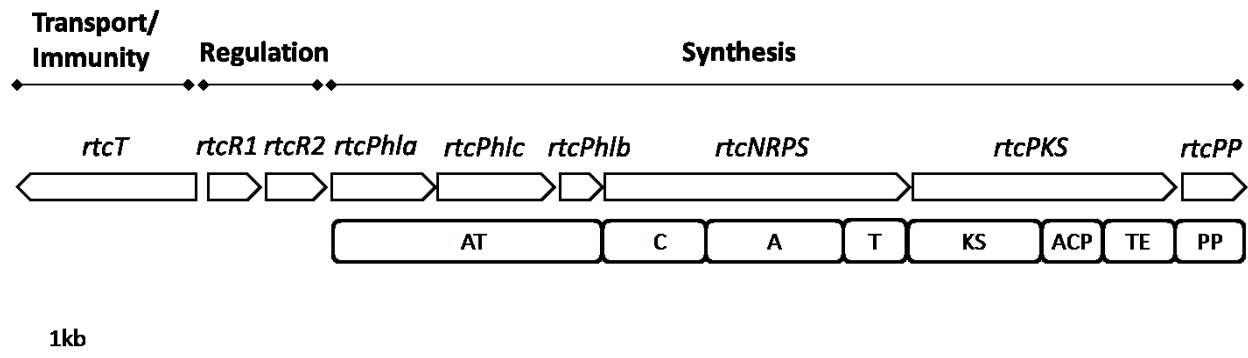 Transport/
Immunity
Regulation
Synthesis
rtcT
rtcR1
rtcR2
rtcPhla
rtcPhlc
rtcPhlb
rtcNRPS
rtcPKS
rtcPP
AT
C
A
T
KS
ACP
TE
PP
1kb